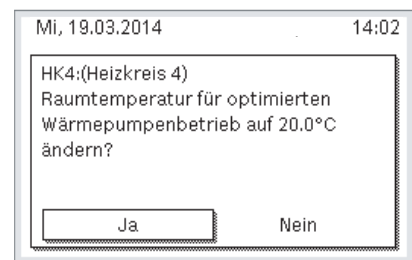 Mi, 19.03.2014 14:02
HK4:(Heizkreis 4)
Raumtemperatur für optimierten
Wärmepumpenbetrieb auf 20.0°C
ändern?
Ja Nein